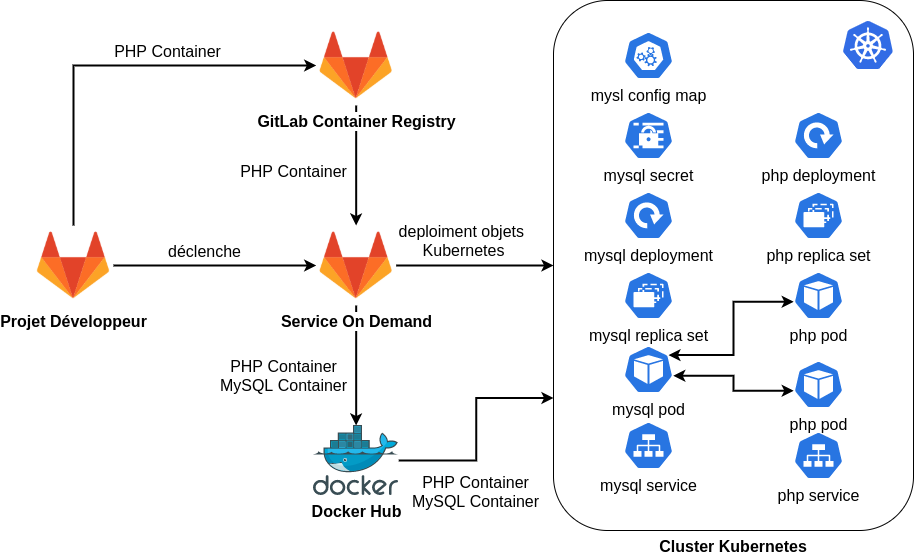 PHP Container
GitLab Container Registry
PHP Container
déclenche
deploiment objets
Kubernetes
Projet Développeur
Service On Demand
PHP Container
MySQL Container
docker
Docker Hub
PHP Container
MySQL Container
mysl config map
mysql secret
php deployment
mysql deployment
php replica set
mysql replica set
php pod
mysql pod
php pod
mysql service
php service
Cluster Kubernetes